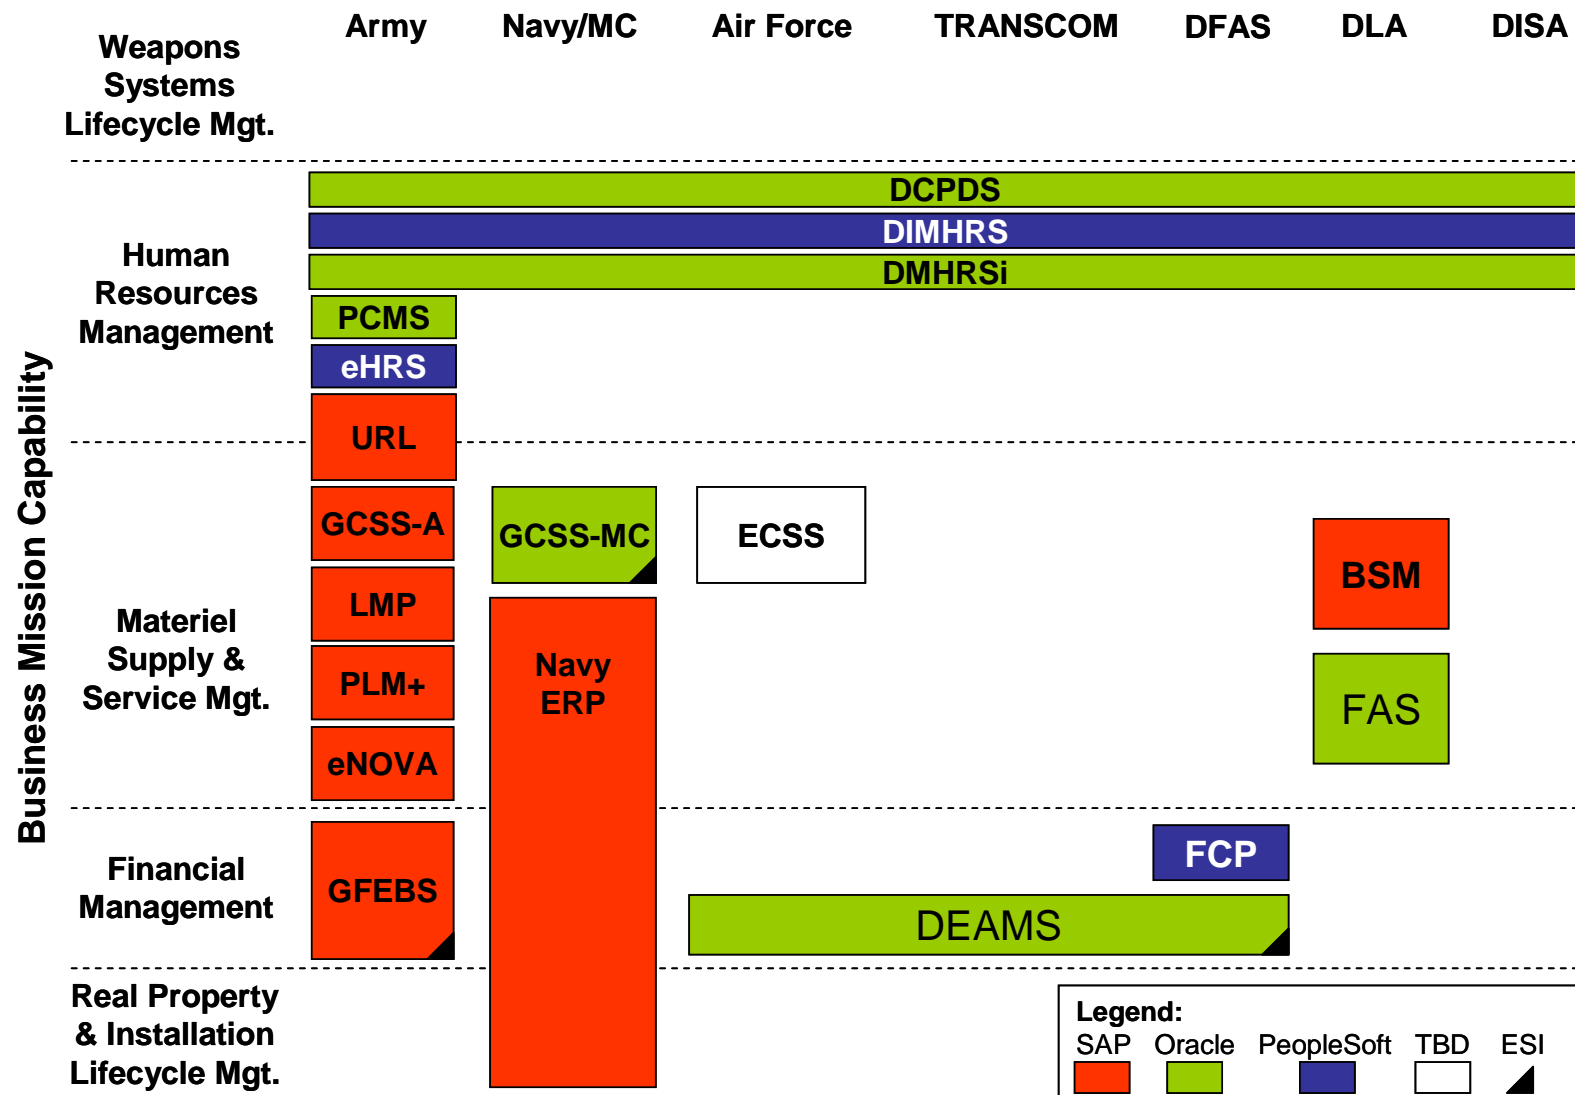 Army Navy/MC Air Force TRANSCOM DFAS DLA DISA
Weapons
Systems
Lifecycle Mgt.
Business Mission Capability
DCPDS
DIMHRS
DMHRSi
Human
Resources
Management
PCMS
eHRS
URL
GCSS-A
GCSS-MC
ECSS
BSM
LMP
Materiel
Supply &
Service Mgt.
Navy
ERP
PLM+
FAS
eNOVA
Financial
Management
GFEBS
FCP
DEAMS
Real Property
& Installation
Lifecycle Mgt.
Legend:
SAP Oracle PeopleSoft TBD ESI